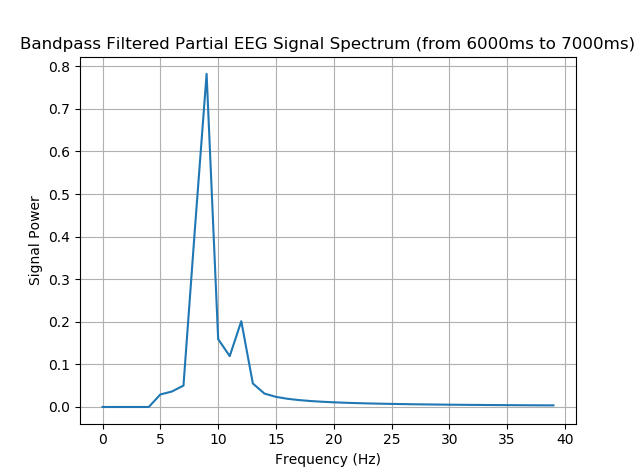 Bandpass Filtered Partial EEG Signal Spectrum (from 6000ms to 7000ms)
0.8
0.7
0.6
0.5
0.4
0.3
0.2
0.1
0.0
Signal Power
0 5 10 15 20 25 30 35 40
Frequency (Hz)